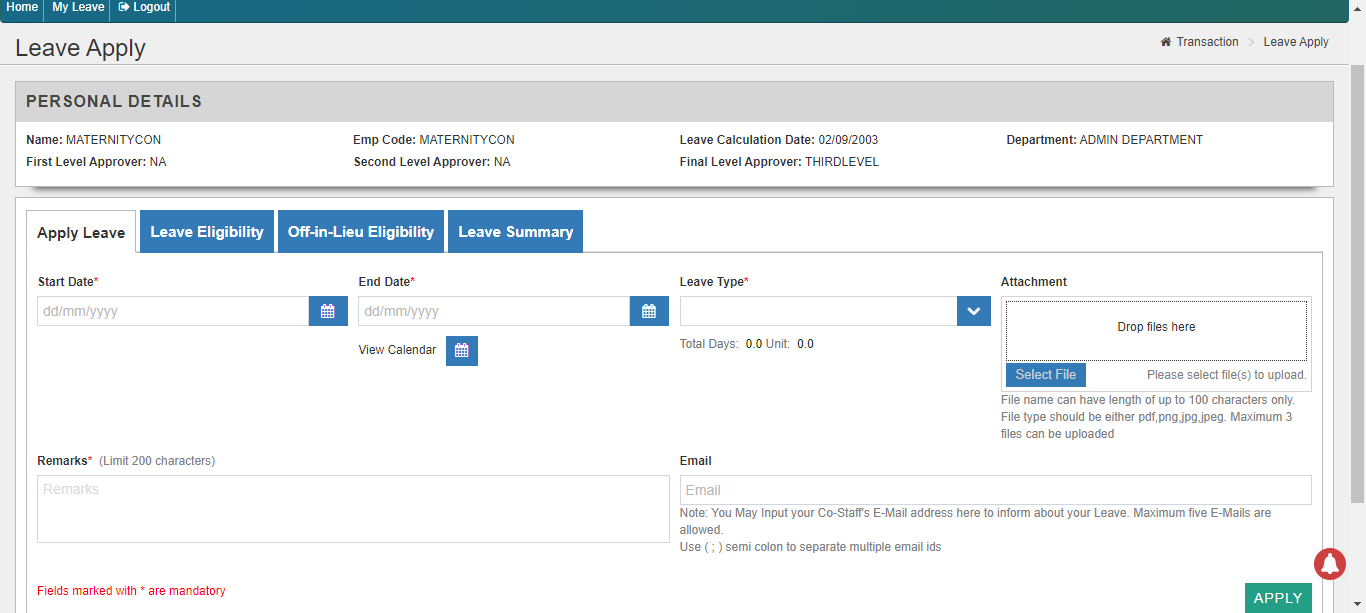 Home My Leave Logout
Leave Apply
Transaction > Leave Apply
PERSONAL DETAILS
Name: MATERNITYCON Emp Code: MATERNITYCON Leave Calculation Date: 02/09/2003 Department: ADMIN DEPARTMENT
First Level Approver: NA Second Level Approver: NA Final Level Approver: THIRDLEVEL
Apply Leave Leave Eligibility Off-in-Lieu Eligibility Leave Summary
Start Date* End Date* Leave Type* Attachment
dd/mm/yyyy dd/mm/yyyy
Drop files here
View Calendar
Total Days: 0.0 Unit: 0.0
Select File Please select file(s) to upload.
File name can have length of up to 100 characters only.
File type should be either pdf,png,jpg,jpeg. Maximum 3
files can be uploaded
Remarks* (Limit 200 characters) Email
Remarks Email
Note: You May Input your Co-Staff's E-Mail address here to inform about your Leave. Maximum five E-Mails are
allowed.
Use ( ; ) semi colon to separate multiple email ids
Fields marked with * are mandatory
APPLY